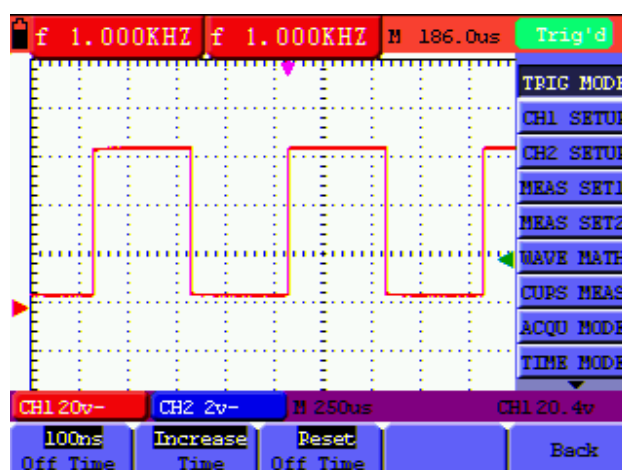 f 1.000KHZ f 1.000KHZ M 186.0us Trig'd
TRIG MODE
CH1 SETUP
CH2 SETUP
MEAS SET1
MEAS SET2
WAVE MATH
CURS MEAS
ACQU MODE
TIME MODE
CH1 20v- CH2 2v- M 250us CH1 20.4v
100ns Increase Reset
Off Time Time Off Time Back